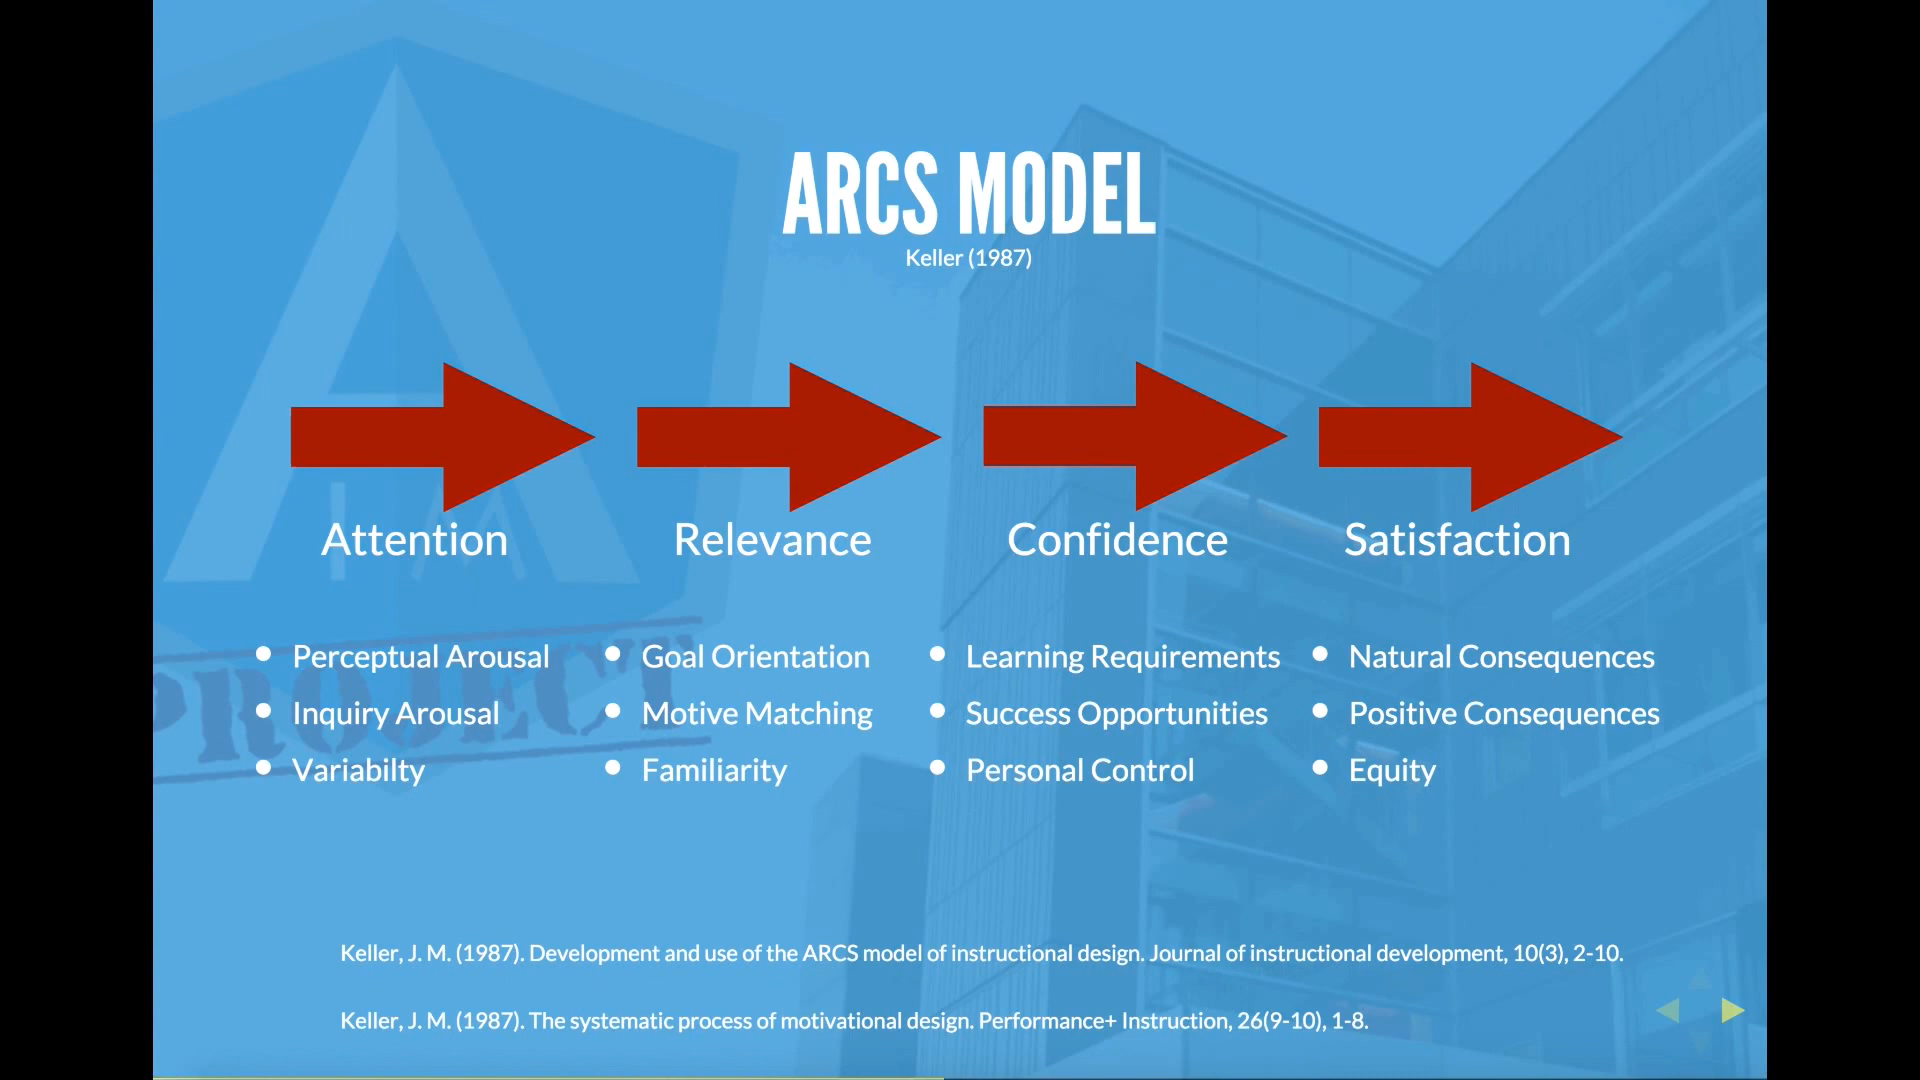 ARCS MODEL
Keller (1987)
Attention
Relevance
Confidence
Satisfaction
AIM
PROJECT
• Perceptual Arousal
• Inquiry Arousal
• Variabilty
• Goal Orientation
• Motive Matching
• Familiarity
• Learning Requirements
• Success Opportunities
• Personal Control
• Natural Consequences
• Positive Consequences
• Equity
Keller, J. M. (1987). Development and use of the ARCS model of instructional design. Journal of instructional development, 10(3), 2-10.
Keller, J. M. (1987). The systematic process of motivational design. Performance+ Instruction, 26(9-10), 1-8.